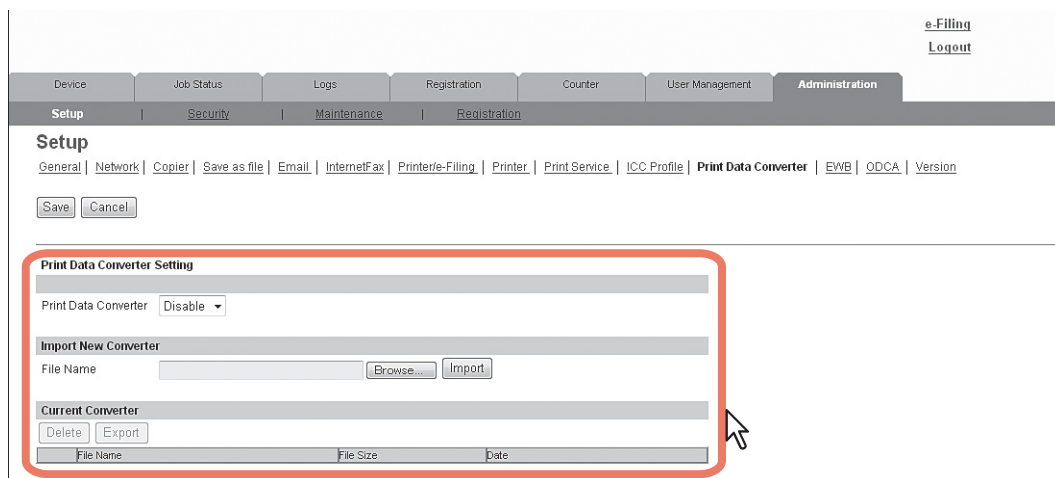 e-Filing
Logout
Device Job Status Logs Registration Counter User Management Administration
Setup | Security | Maintenance | Registration
Setup
General | Network | Copier | Save as file | Email | InternetFax | Printer/e-Filing | Printer | Print Service | ICC Profile | Print Data Converter | EWB | ODCA | Version
Save Cancel
Print Data Converter Setting
Print Data Converter Disable
Import New Converter
File Name Browse... Import
Current Converter
Delete Export
File Name File Size Date